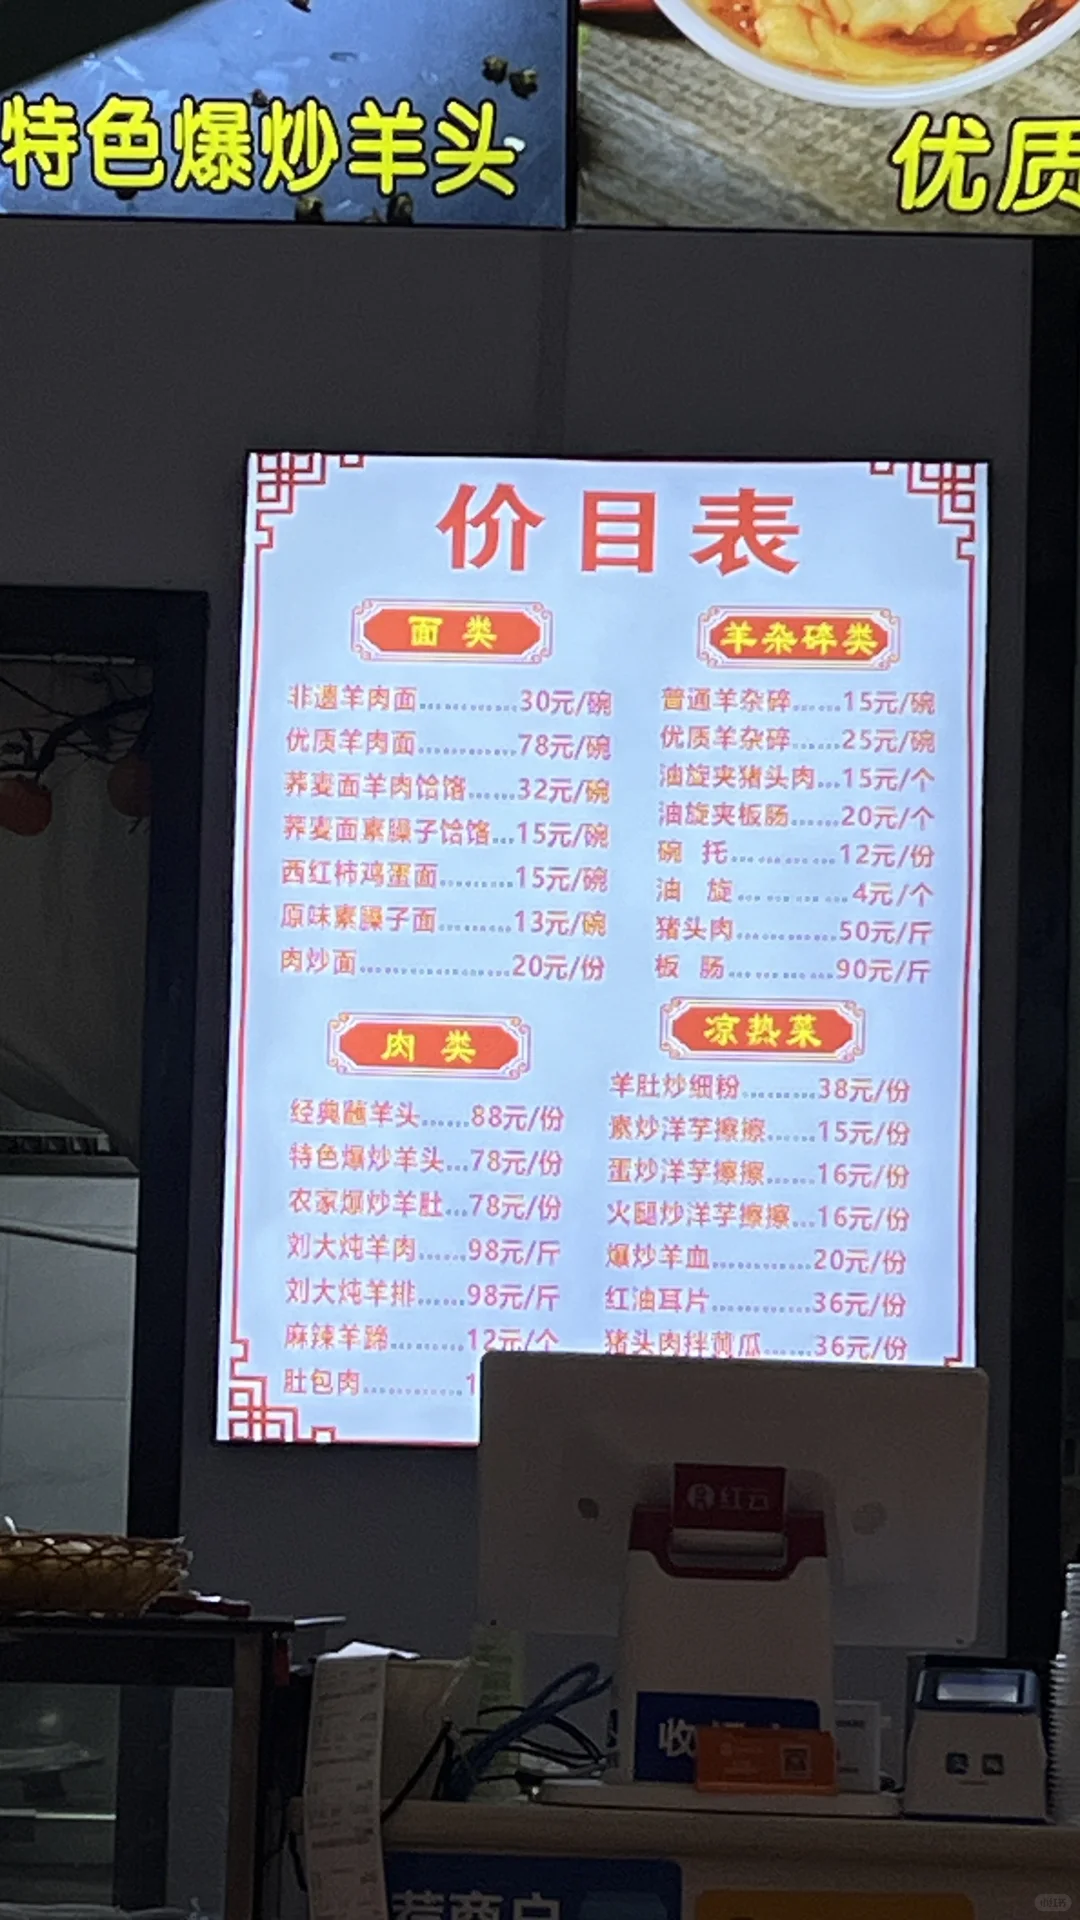 特色爆炒羊头
优质
价目表
面类
非遗羊肉面............30元/碗
优质羊肉面............78元/碗
荞麦面羊肉饸饹......32元/碗
荞麦面素臊子饸饹...15元/碗
西红柿鸡蛋面.........15元/碗
原味素臊子面.........13元/碗
肉炒面..................20元/份
羊杂碎类
普通羊杂碎......15元/碗
优质羊杂碎......25元/碗
油旋夹猪头肉...15元/个
油旋夹板肠......20元/个
碗 托............12元/份
油 旋............4元/个
猪头肉............50元/斤
板 肠............90元/斤
肉类
经典蘸羊头......88元/份
特色爆炒羊头...78元/份
农家爆炒羊肚...78元/份
刘大炖羊肉......98元/斤
刘大炖羊排......98元/斤
麻辣羊蹄.........12元/个
肚包肉............1
凉热菜
羊肚炒细粉.........38元/份
素炒洋芋擦擦......15元/份
蛋炒洋芋擦擦......16元/份
火腿炒洋芋擦擦...16元/份
爆炒羊血............20元/份
红油耳片............36元/份
猪头肉拌黄瓜......36元/份
红云
收
荐商户
小红书